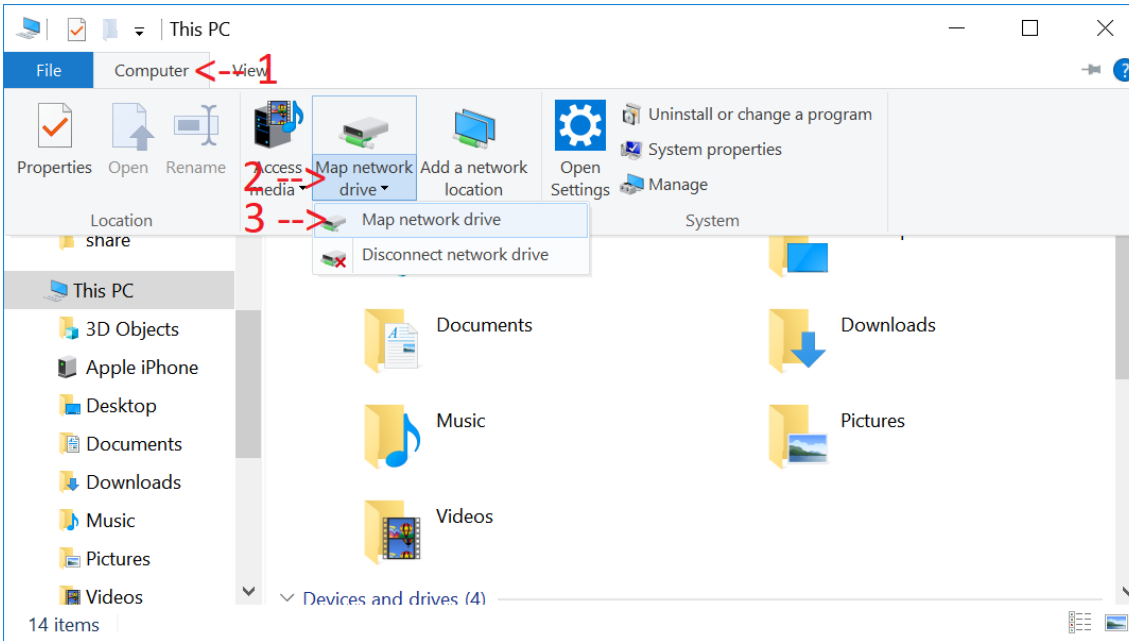 This PC
File Computer <--1 View
?
Properties Open Rename Access media Map network drive Add a network location Open Settings
Uninstall or change a program
System properties
Manage
2 -->
Location System
3 --> Map network drive
Disconnect network drive
share
This PC
3D Objects
Apple iPhone
Desktop
Documents
Downloads
Music
Pictures
Videos
Documents Downloads
Music Pictures
Videos
Devices and drives (4)
14 items